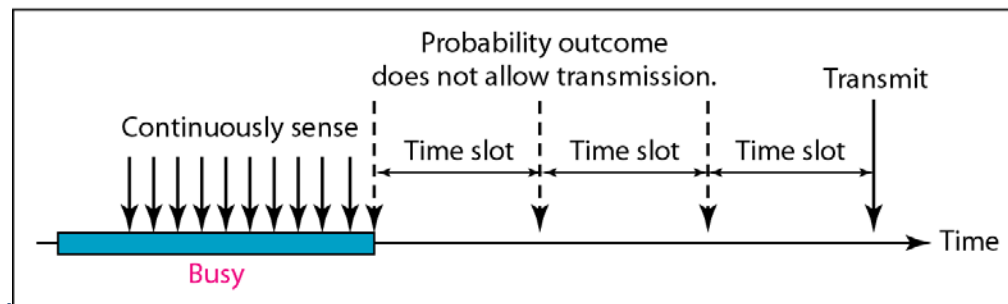 Probability outcome
does not allow transmission.
Transmit
Continuously sense
Time slot
Time slot
Time slot
Time
Busy